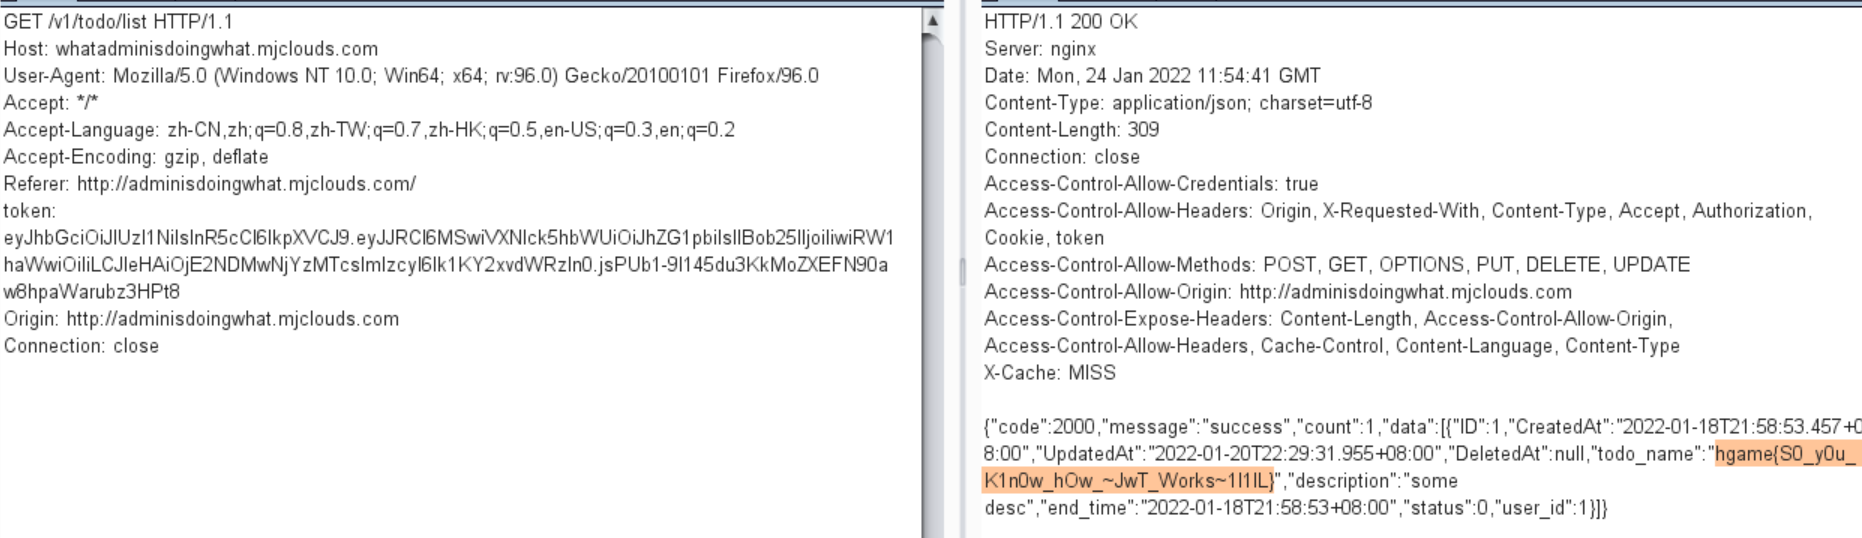 GET /v1/todo/list HTTP/1.1
Host: whatadminisdoingwhat.mjclouds.com
User-Agent: Mozilla/5.0 (Windows NT 10.0; Win64; x64; rv:96.0) Gecko/20100101 Firefox/96.0
Accept: */*
Accept-Language: zh-CN,zh;q=0.8,zh-TW;q=0.7,zh-HK;q=0.5,en-US;q=0.3,en;q=0.2
Accept-Encoding: gzip, deflate
Referer: http://adminisdoingwhat.mjclouds.com/
token:
eyJhbGciOiJIUzI1NiIsInR5cCI6IkpXVCJ9.eyJJRCI6MSwiVXNlck5hbWUiOiJhZG1pbiIsIlBob25lIjoiIiwiRW1
haWwiOiIiLCJleHAiOjE2NDMwNjYzMTcsImlzcyI6Ik1KY2xvdWRzIn0.jsPUb1-9I145du3KkMoZXEFN90a
w8hpaWarubz3HPt8
Origin: http://adminisdoingwhat.mjclouds.com
Connection: close
HTTP/1.1 200 OK
Server: nginx
Date: Mon, 24 Jan 2022 11:54:41 GMT
Content-Type: application/json; charset=utf-8
Content-Length: 309
Connection: close
Access-Control-Allow-Credentials: true
Access-Control-Allow-Headers: Origin, X-Requested-With, Content-Type, Accept, Authorization,
Cookie, token
Access-Control-Allow-Methods: POST, GET, OPTIONS, PUT, DELETE, UPDATE
Access-Control-Allow-Origin: http://adminisdoingwhat.mjclouds.com
Access-Control-Expose-Headers: Content-Length, Access-Control-Allow-Origin,
Access-Control-Allow-Headers, Cache-Control, Content-Language, Content-Type
X-Cache: MISS
{"code":2000,"message":"success","count":1,"data":[{"ID":1,"CreatedAt":"2022-01-18T21:58:53.457+0
8:00","UpdatedAt":"2022-01-20T22:29:31.955+08:00","DeletedAt":null,"todo_name":"hgame{S0_y0u_
K1n0w_hOw_~JwT_Works~1l1lL}","description":"some
desc","end_time":"2022-01-18T21:58:53+08:00","status":0,"user_id":1}]}